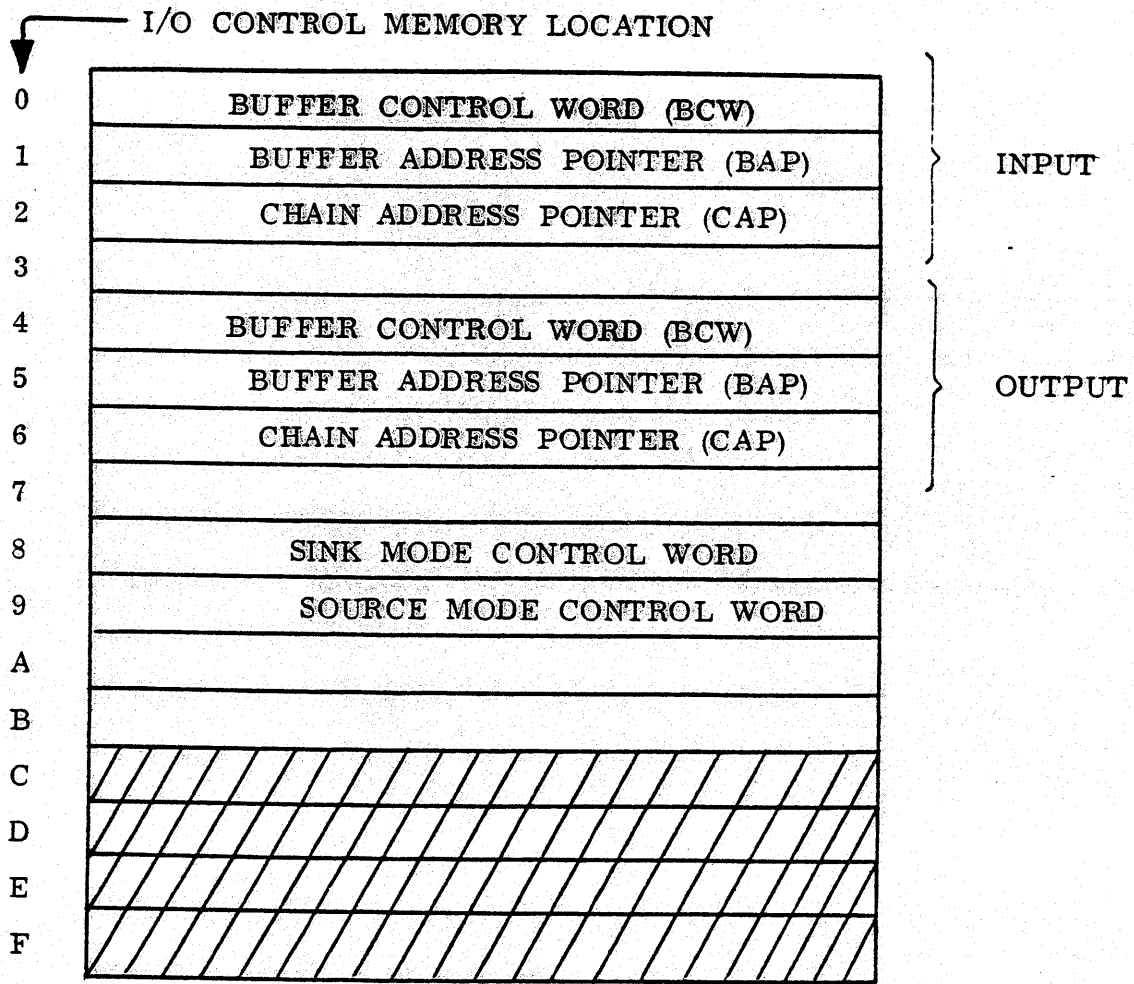 I/O CONTROL MEMORY LOCATION
0 BUFFER CONTROL WORD (BCW)
1 BUFFER ADDRESS POINTER (BAP) INPUT
2 CHAIN ADDRESS POINTER (CAP)
3
4 BUFFER CONTROL WORD (BCW)
5 BUFFER ADDRESS POINTER (BAP) OUTPUT
6 CHAIN ADDRESS POINTER (CAP)
7
8 SINK MODE CONTROL WORD
9 SOURCE MODE CONTROL WORD
A
B
C
D
E
F